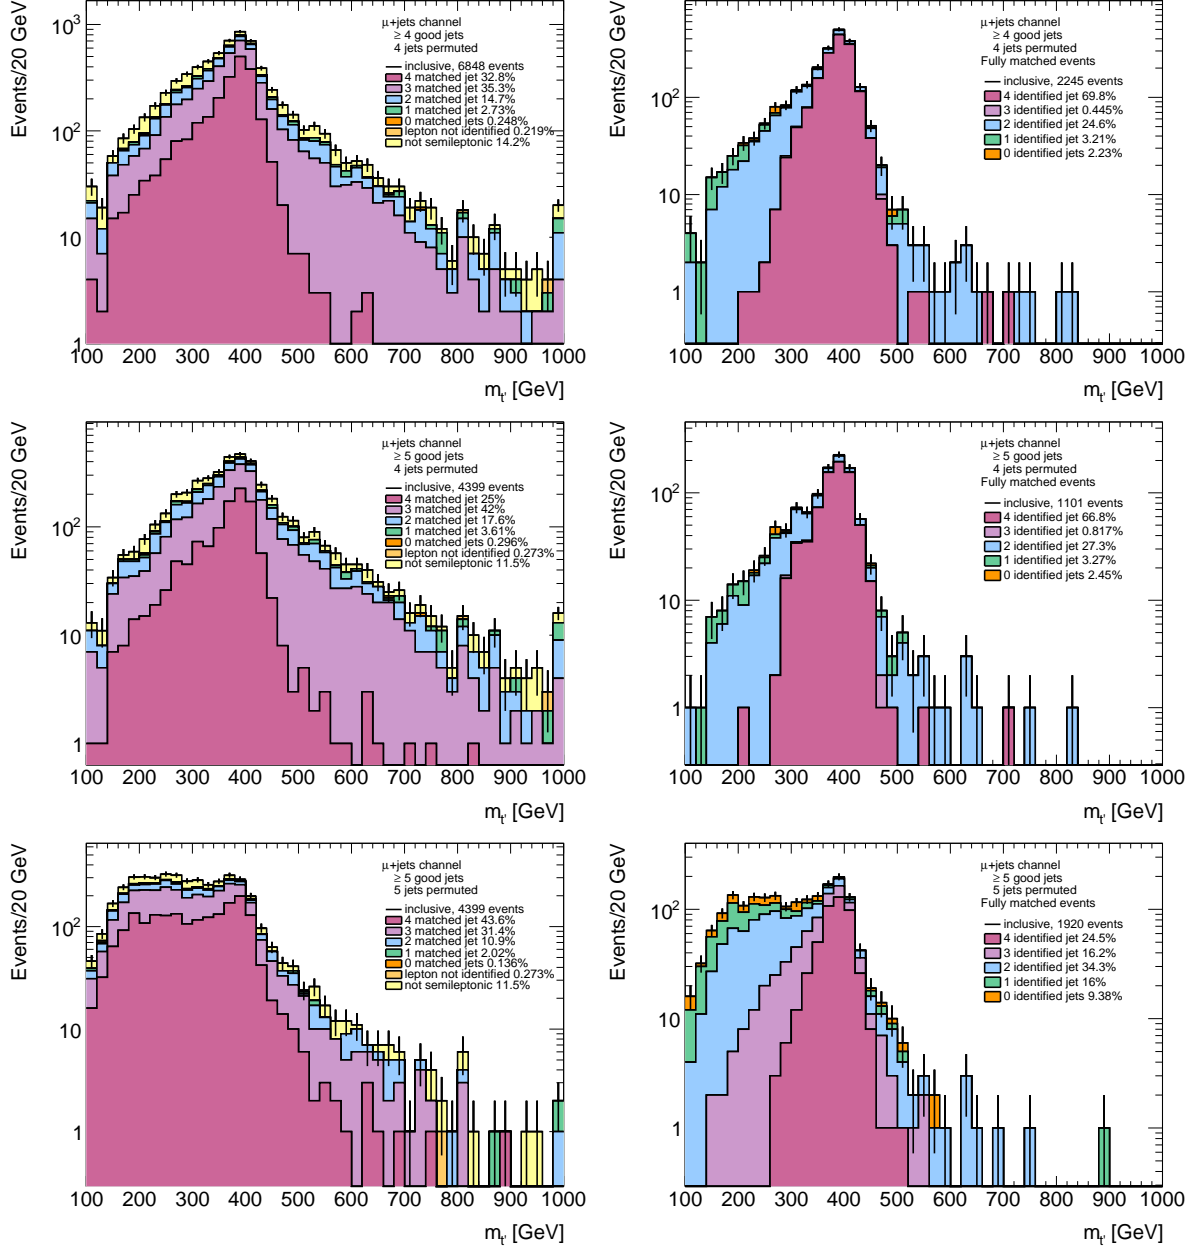 Events/20 GeV
10³
10²
10
1
μ+jets channel
≥ 4 good jets
4 jets permuted
inclusive, 6848 events
4 matched jet 32.8%
3 matched jet 35.3%
2 matched jet 14.7%
1 matched jet 2.73%
0 matched jets 0.248%
lepton not identified 0.219%
not semileptonic 14.2%
100 200 300 400 500 600 700 800 900 1000
m_t' [GeV]
Events/20 GeV
10²
10
1
μ+jets channel
≥ 4 good jets
4 jets permuted
Fully matched events
inclusive, 2245 events
4 identified jet 69.8%
3 identified jet 0.445%
2 identified jet 24.6%
1 identified jet 3.21%
0 identified jets 2.23%
100 200 300 400 500 600 700 800 900 1000
m_t' [GeV]
Events/20 GeV
10²
10
1
μ+jets channel
≥ 5 good jets
4 jets permuted
inclusive, 4399 events
4 matched jet 25%
3 matched jet 42%
2 matched jet 17.6%
1 matched jet 3.61%
0 matched jets 0.296%
lepton not identified 0.273%
not semileptonic 11.5%
100 200 300 400 500 600 700 800 900 1000
m_t' [GeV]
Events/20 GeV
10²
10
1
μ+jets channel
≥ 5 good jets
4 jets permuted
Fully matched events
inclusive, 1101 events
4 identified jet 66.8%
3 identified jet 0.817%
2 identified jet 27.3%
1 identified jet 3.27%
0 identified jets 2.45%
100 200 300 400 500 600 700 800 900 1000
m_t' [GeV]
Events/20 GeV
10²
10
1
μ+jets channel
≥ 5 good jets
5 jets permuted
inclusive, 4399 events
4 matched jet 43.6%
3 matched jet 31.4%
2 matched jet 10.9%
1 matched jet 2.02%
0 matched jets 0.136%
lepton not identified 0.273%
not semileptonic 11.5%
100 200 300 400 500 600 700 800 900 1000
m_t' [GeV]
Events/20 GeV
10²
10
1
μ+jets channel
≥ 5 good jets
5 jets permuted
Fully matched events
inclusive, 1920 events
4 identified jet 24.5%
3 identified jet 16.2%
2 identified jet 34.3%
1 identified jet 16%
0 identified jets 9.38%
100 200 300 400 500 600 700 800 900 1000
m_t' [GeV]